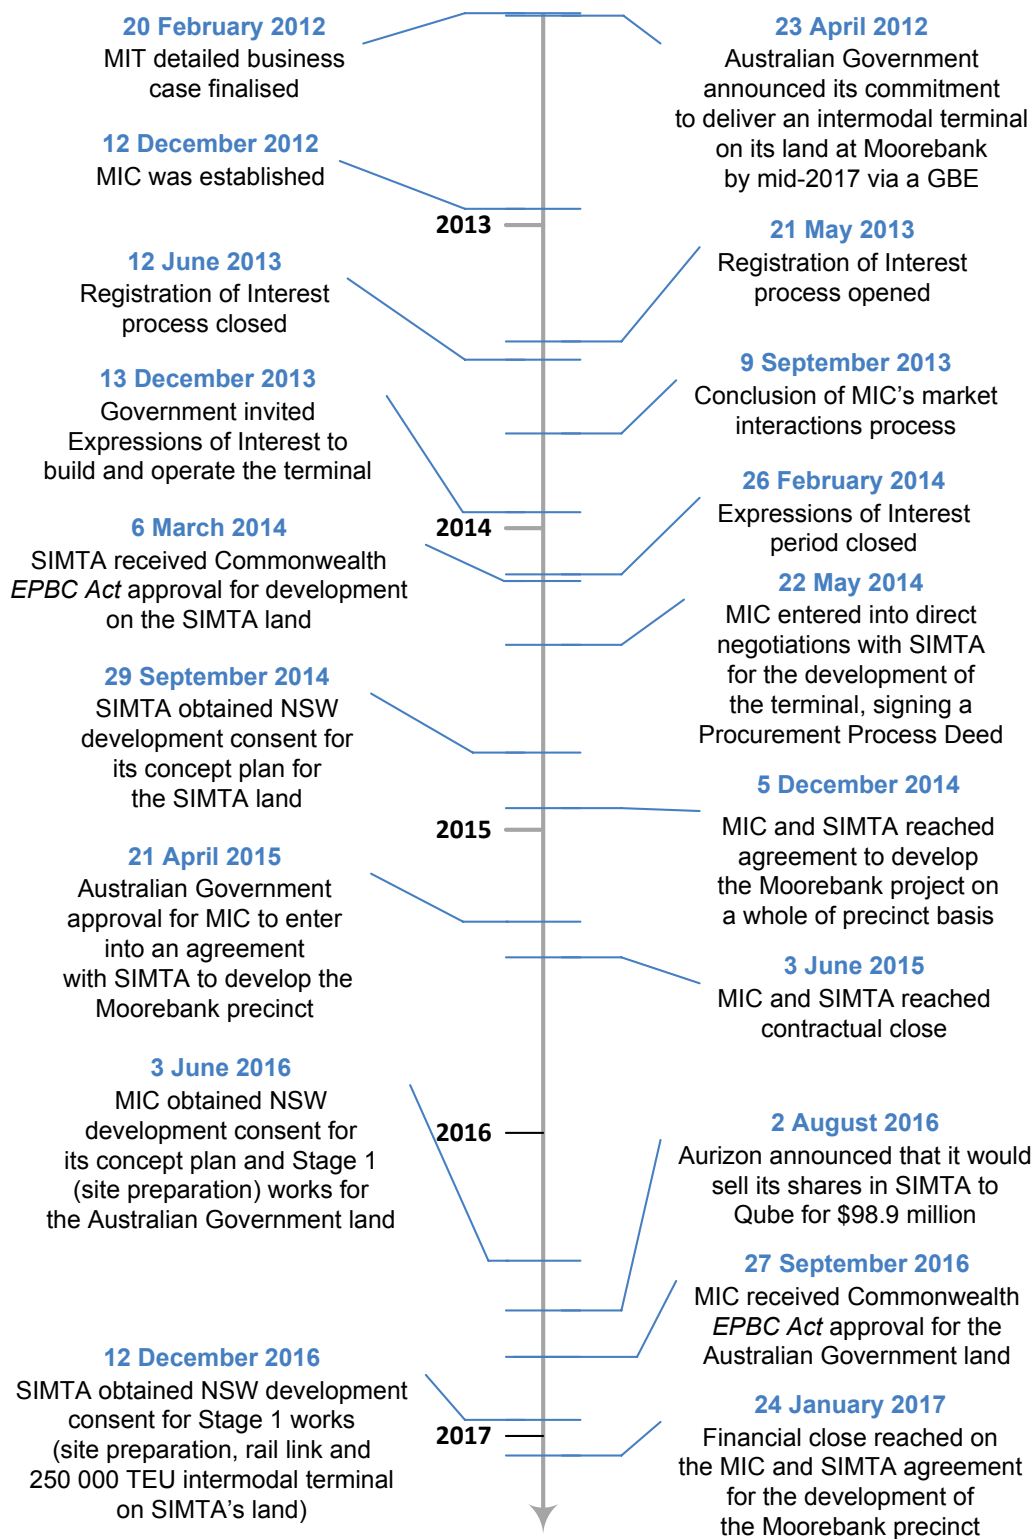 20 February 2012
MIT detailed business
case finalised
23 April 2012
Australian Government
announced its commitment
to deliver an intermodal terminal
on its land at Moorebank
by mid-2017 via a GBE
12 December 2012
MIC was established
2013
21 May 2013
Registration of Interest
process opened
12 June 2013
Registration of Interest
process closed
9 September 2013
Conclusion of MIC’s market
interactions process
13 December 2013
Government invited
Expressions of Interest to
build and operate the terminal
2014
26 February 2014
Expressions of Interest
period closed
6 March 2014
SIMTA received Commonwealth
EPBC Act approval for development
on the SIMTA land
22 May 2014
MIC entered into direct
negotiations with SIMTA
for the development of
the terminal, signing a
Procurement Process Deed
29 September 2014
SIMTA obtained NSW
development consent for
its concept plan for
the SIMTA land
5 December 2014
MIC and SIMTA reached
agreement to develop
the Moorebank project on
a whole of precinct basis
2015
21 April 2015
Australian Government
approval for MIC to enter
into an agreement
with SIMTA to develop the
Moorebank precinct
3 June 2015
MIC and SIMTA reached
contractual close
2016
3 June 2016
MIC obtained NSW
development consent for
its concept plan and Stage 1
(site preparation) works for
the Australian Government land
2 August 2016
Aurizon announced that it would
sell its shares in SIMTA to
Qube for $98.9 million
27 September 2016
MIC received Commonwealth
EPBC Act approval for the
Australian Government land
12 December 2016
SIMTA obtained NSW development
consent for Stage 1 works
(site preparation, rail link and
250 000 TEU intermodal terminal
on SIMTA’s land)
2017
24 January 2017
Financial close reached on
the MIC and SIMTA agreement
for the development of
the Moorebank precinct